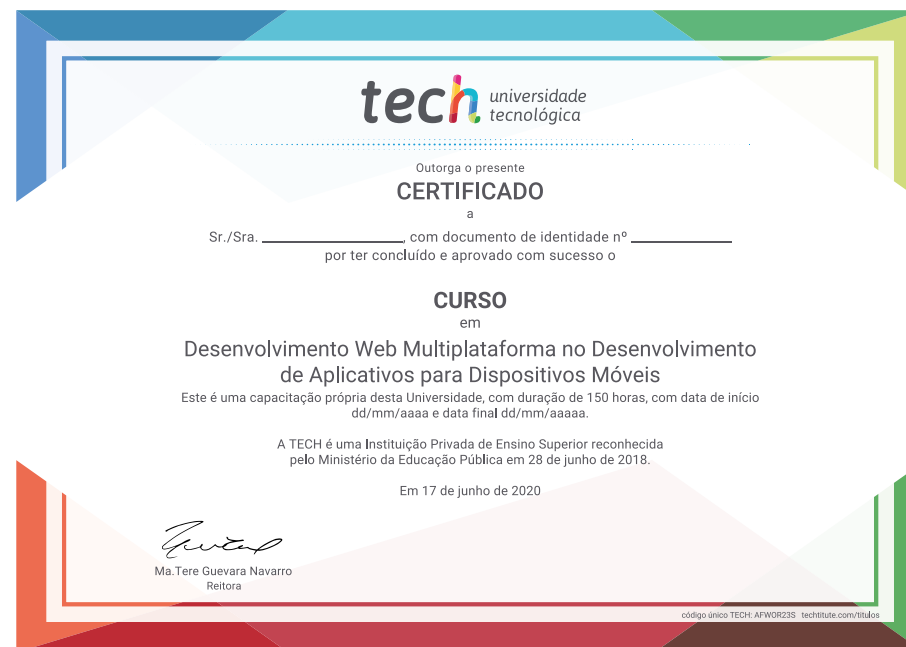 tech universidade
tecnológica
Outorga o presente
CERTIFICADO
a
Sr./Sra. ____________, com documento de identidade nº ____________
por ter concluído e aprovado com sucesso o
CURSO
em
Desenvolvimento Web Multiplataforma no Desenvolvimento
de Aplicativos para Dispositivos Móveis
Este é uma capacitação própria desta Universidade, com duração de 150 horas, com data de início
dd/mm/aaaa e data final dd/mm/aaaaa.
A TECH é uma Instituição Privada de Ensino Superior reconhecida
pelo Ministério da Educação Pública em 28 de junho de 2018.
Em 17 de junho de 2020
Ma.Tere Guevara Navarro
Reitora
código único TECH: AFWOR23S techtitute.com/titulos